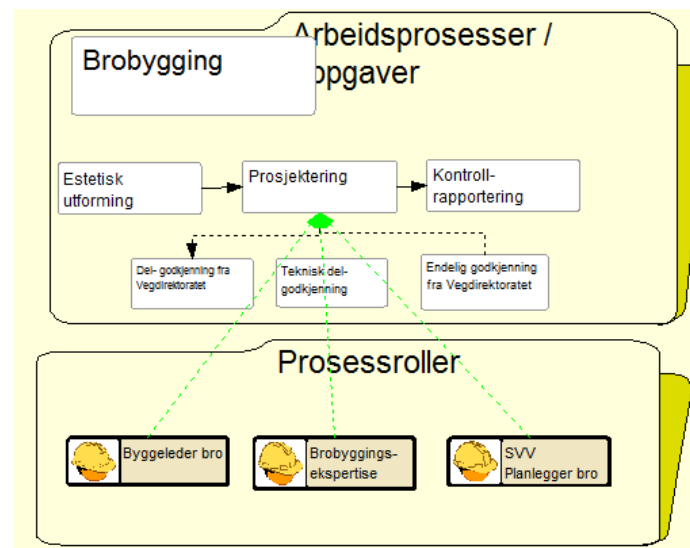 Arbeidsprosesser /
Brobygging
ppgaver
Estetisk
utforming
Prosjektering
Kontroll-
rapportering
Del- godkjenning fra
Vegdirektoratet
Teknisk del-
godkjenning
Endelig godkjenning
fra Vegdirektoratet
Prosessroller
Byggeleder bro
Brobyggings-
ekspertise
SVV
Planlegger bro